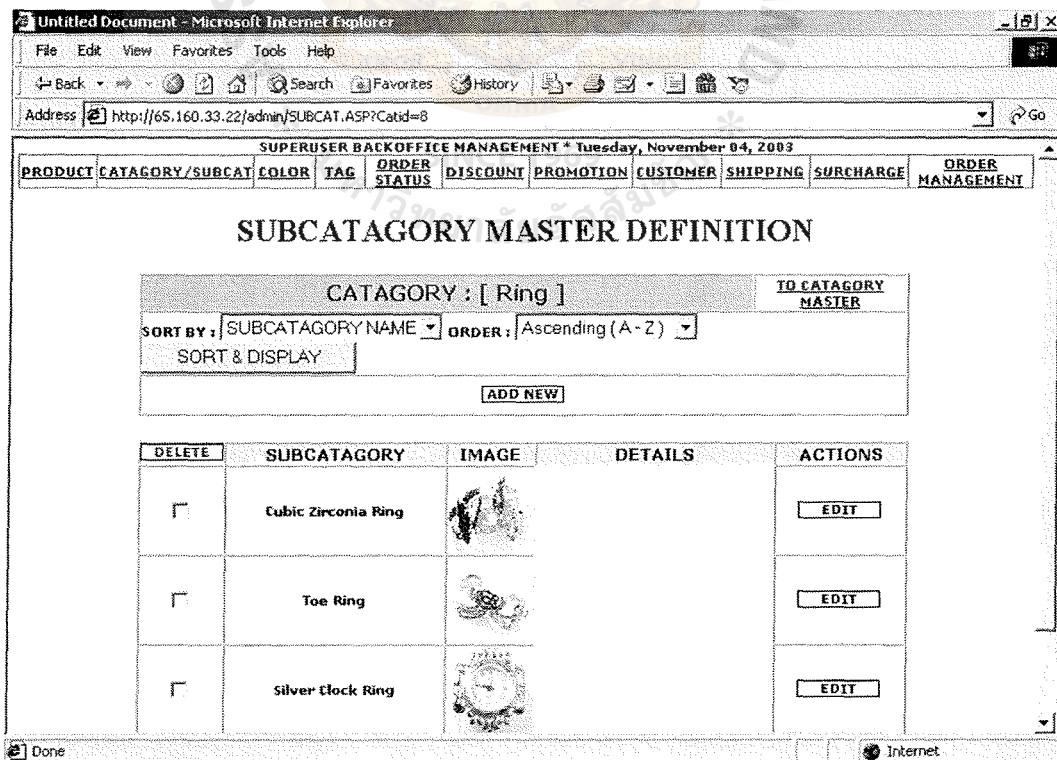 Untitled Document - Microsoft Internet Explorer
File Edit View Favorites Tools Help
Back Search Favorites History
Address http://65.160.33.22/admin/SUBCAT.ASP?Catid=8 Go
SUPERUSER BACKOFFICE MANAGEMENT * Tuesday, November 04, 2003
PRODUCT CATAGORY/SUBCAT COLOR TAG ORDER STATUS DISCOUNT PROMOTION CUSTOMER SHIPPING SURCHARGE ORDER MANAGEMENT
SUBCATAGORY MASTER DEFINITION
CATAGORY : [ Ring ] TO CATAGORY MASTER
SORT BY : SUBCATAGORY NAME ORDER : Ascending ( A - Z )
SORT & DISPLAY
ADD NEW
DELETE SUBCATAGORY IMAGE DETAILS ACTIONS
Cubic Zirconia Ring EDIT
Toe Ring EDIT
Silver Clock Ring EDIT
Done Internet